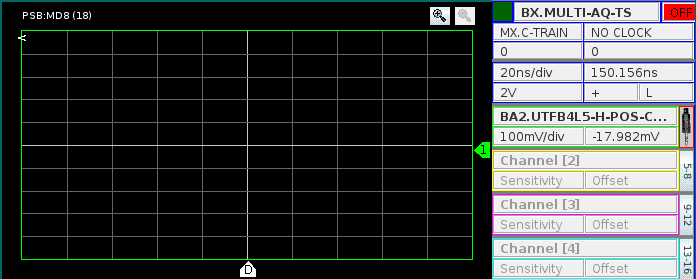 PSB:MD8 (18)
<
1
D
BX.MULTI-AQ-TS OFF
MX.C-TRAIN NO CLOCK
0 0
20ns/div 150.156ns
2V + L
BA2.UTFB4L5-H-POS-C...
100mV/div -17.982mV
Channel [2]
Sensitivity Offset
5-8
Channel [3]
Sensitivity Offset
9-12
Channel [4]
Sensitivity Offset
13-16